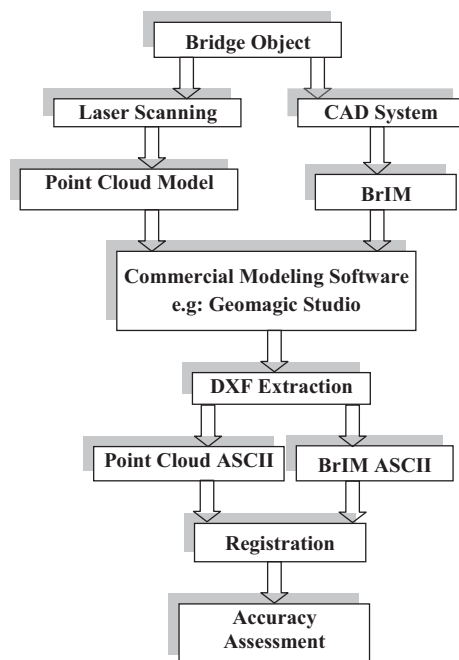 Bridge Object
Laser Scanning
CAD System
Point Cloud Model
BrIM
Commercial Modeling Software
e.g: Geomagic Studio
DXF Extraction
Point Cloud ASCII
BrIM ASCII
Registration
Accuracy
Assessment